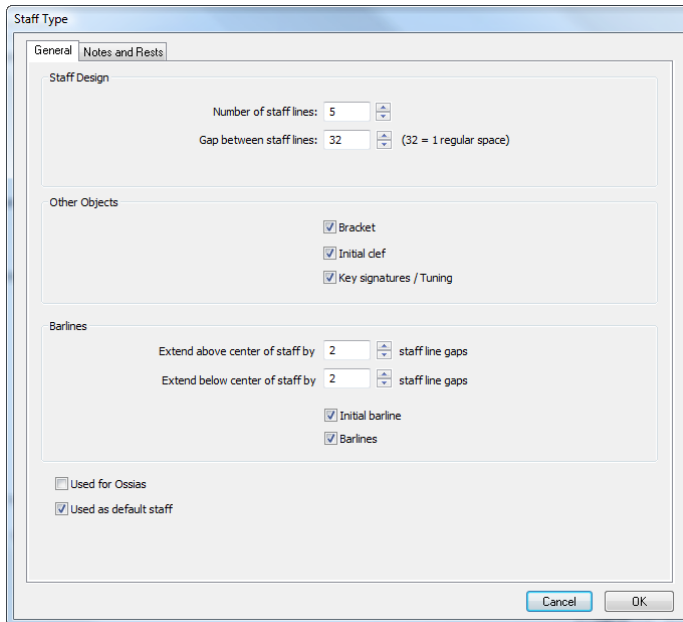 Staff Type
General Notes and Rests
Staff Design
Number of staff lines: 5
Gap between staff lines: 32 (32 = 1 regular space)
Other Objects
Bracket
Initial clef
Key signatures / Tuning
Barlines
Extend above center of staff by 2 staff line gaps
Extend below center of staff by 2 staff line gaps
Initial barline
Barlines
Used for Ossias
Used as default staff
Cancel OK